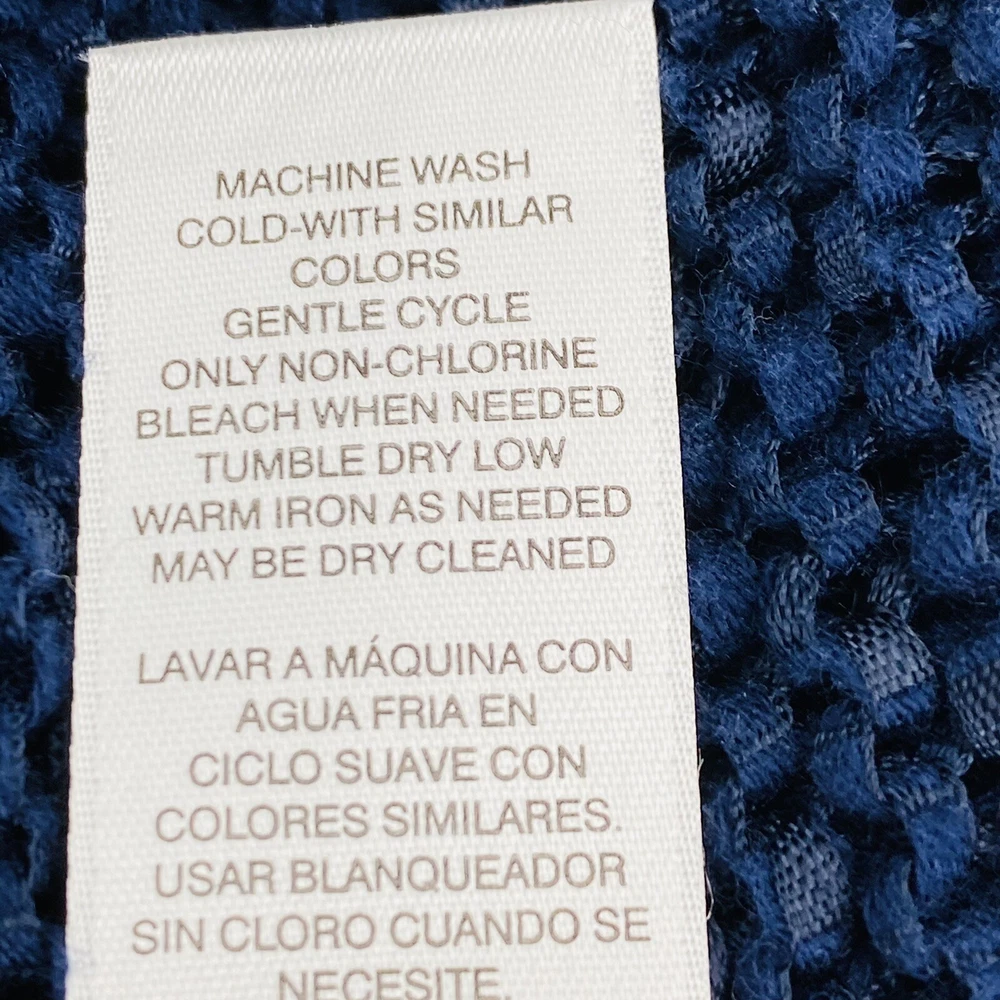 MACHINE WASH
COLD-WITH SIMILAR
COLORS
GENTLE CYCLE
ONLY NON-CHLORINE
BLEACH WHEN NEEDED
TUMBLE DRY LOW
WARM IRON AS NEEDED
MAY BE DRY CLEANED
LAVAR A MÁQUINA CON
AGUA FRIA EN
CICLO SUAVE CON
COLORES SIMILARES.
USAR BLANQUEADOR
SIN CLORO CUANDO SE
NECESITE.